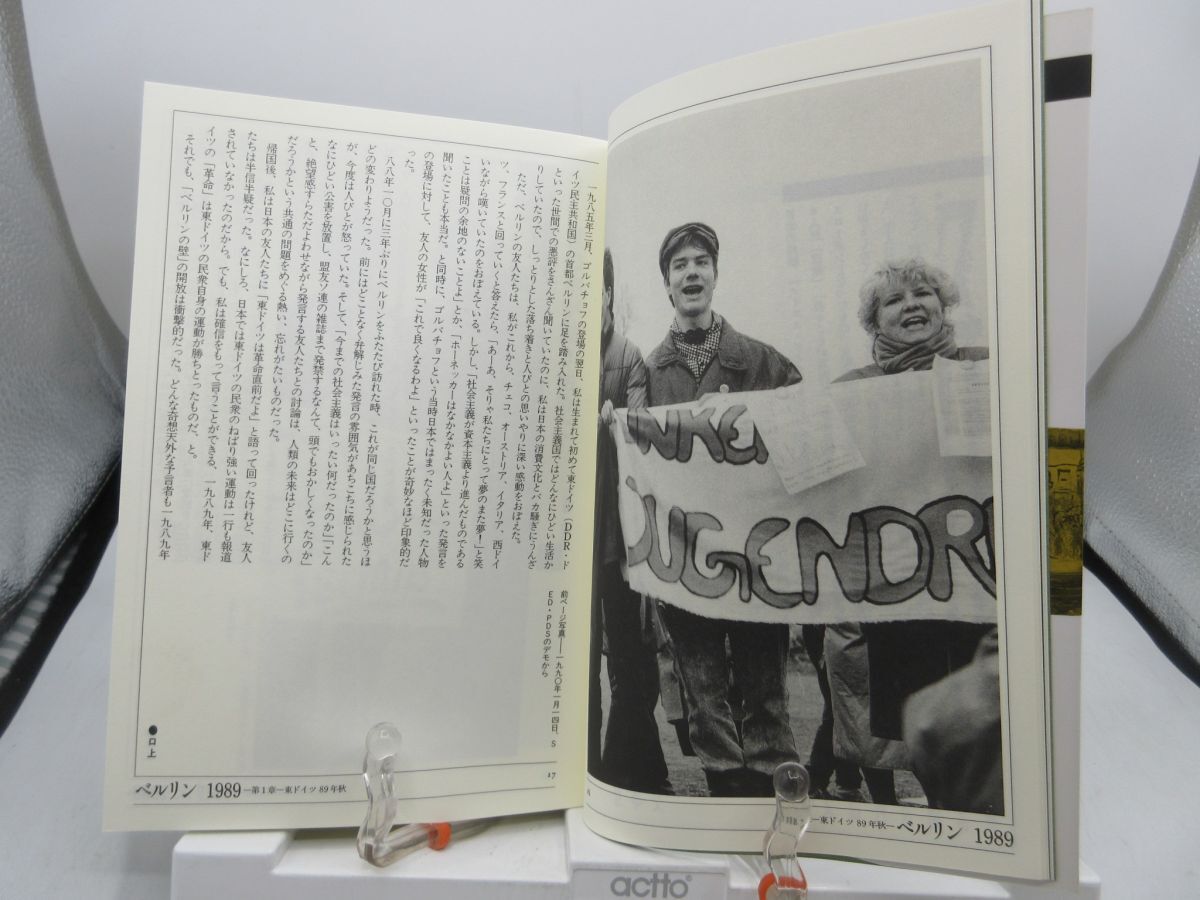 一九八五年三月、ゴルバチョフの登場の翌日、私は生まれて初めて東ドイツ（DDR・ド
イツ民主共和国）の首都ベルリンに足を踏み入れた。社会主義国ではどんなにひどい生活か
といった世間での悪評をさんざん聞いていたのに、私は日本の消費文化とバカ騒ぎにうんざ
りしていたので、しっとりとした落ち着きと人びとの思いやりに深い感動をおぼえた。
ただ、ベルリンの友人たちは、私がこれから、チェコ、オーストリア、イタリア、西ドイ
ツ、フランスと回っていくと答えたら、「あーあ、そりゃ私たちにとって夢のまた夢！」と笑
いながら嘆いていたのをおぼえている。しかし、「社会主義が資本主義より進んだものである
ことは疑問の余地のないことよ」とか、「ホーネッカーはなかなかよい人よ」といった発言を
聞いたことも本当だ。と同時に、ゴルバチョフという当時日本ではまったく未知だった人物
の登場に対して、友人の女性が「これで良くなるわよ」といったことが奇妙なほど印象的だ
った。
八八年一〇月に三年ぶりにベルリンをふたたび訪れた時、これが同じ国だろうかと思うほ
どの変わりようだった。前にはどことなく弁解じみた発言の雰囲気があちこちに感じられた
が、今度は人びとが怒っていた。そして、「今までの社会主義はいったい何だったのか」「こん
なにひどい公害を放置し、盟友ソ連の雑誌まで発禁するなんて、頭でもおかしくなったのか」
と、絶望感すらただよわせながら発言する友人たちとの討論は、人類の未来はどこに行くの
だろうかという共通の問題をめぐる熱い、忘れがたいものだった。
帰国後、私は日本の友人たちに「東ドイツは革命直前だよ」と語って回ったけれど、友人
たちは半信半疑だった。なにしろ、日本では東ドイツの民衆のねばり強い運動は一行も報道
されていなかったのだから。でも、私は確信をもって言うことができる、一九八九年、東ド
イツの「革命」は東ドイツの民衆自身の運動が勝ちとったものだ、と。
それでも、「ベルリンの壁」の開放は衝撃的だった。どんな奇想天外な予言者も一九八九年
前ページ写真——一九九〇年一月一四日、S
ED・PDSのデモから
●口上
17
ベルリン 1989—第1章—東ドイツ89年秋
INKE
JUGENDR
—東ドイツ89年秋—ベルリン 1989
actto